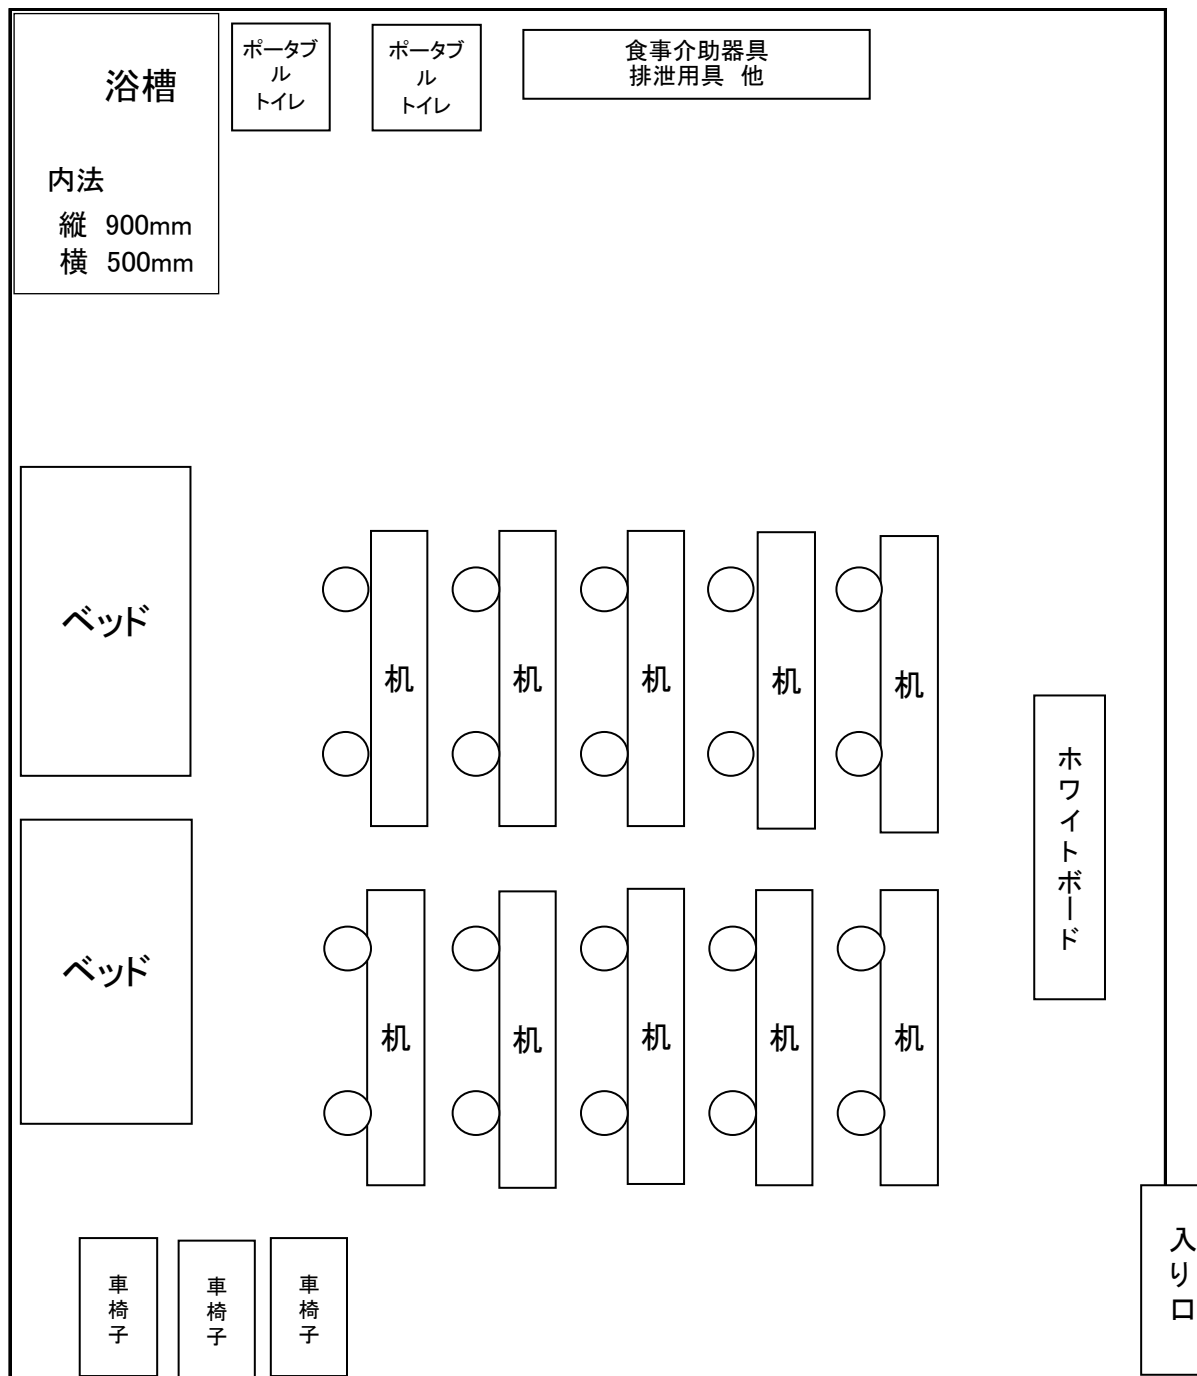 浴槽
内法
縦 900mm
横 500mm
ポータブ
ル
トイレ
ポータブ
ル
トイレ
食事介助器具
排泄用具 他
ベッド
机
机
机
机
机
ホワイトボード
ベッド
机
机
机
机
机
入り口
車椅子
車椅子
車椅子